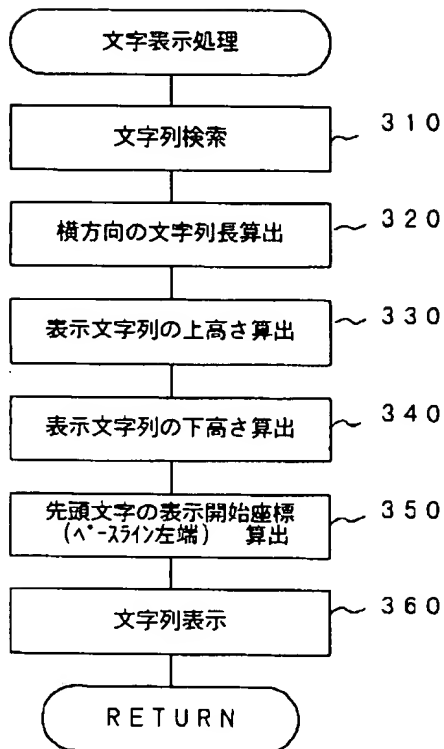 文字表示処理
文字列検索
310
横方向の文字列長算出
320
表示文字列の上高さ算出
330
表示文字列の下高さ算出
340
先頭文字の表示開始座標
(ベースライン左端) 算出
350
文字列表示
360
RETURN